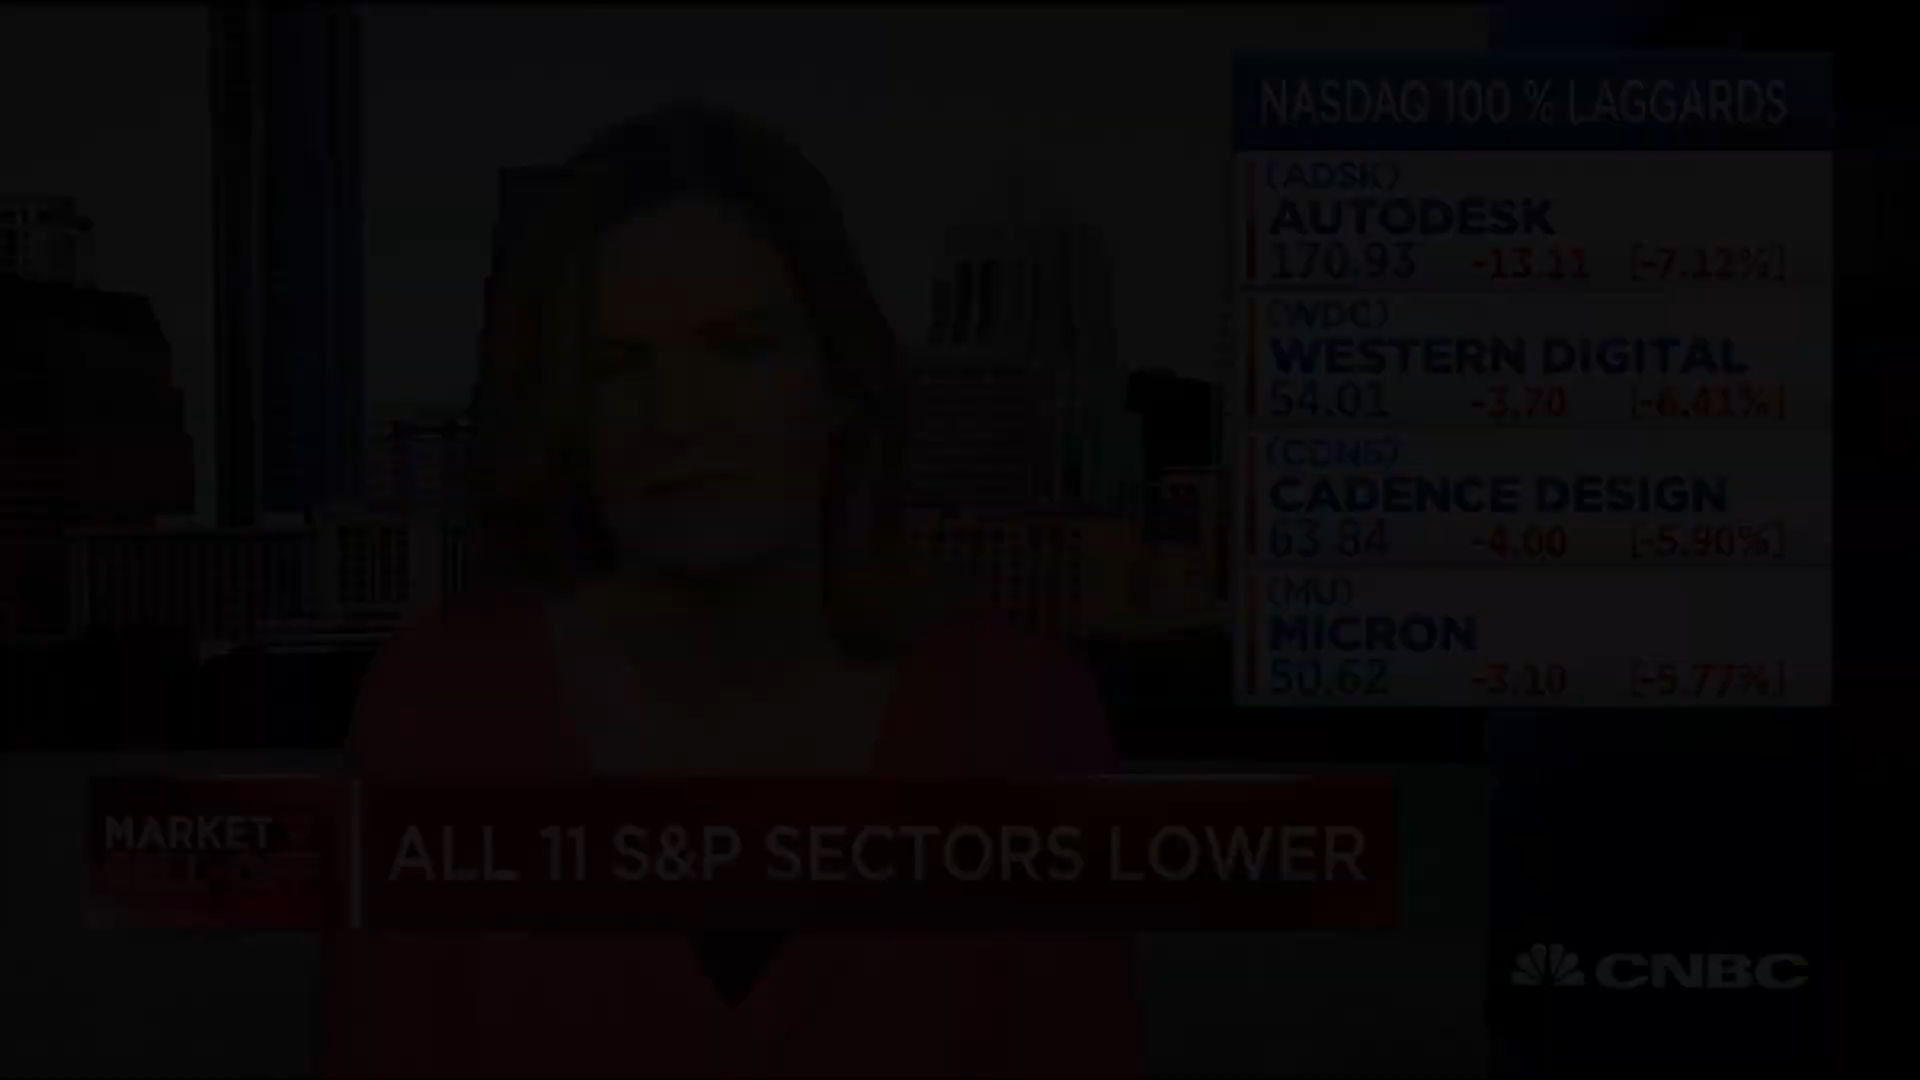 NASDAQ 100 % LAGGARDS
(ADSK)
AUTODESK
170.93 -13.11 [-7.12%]
(WDC)
WESTERN DIGITAL
54.01 -3.70 [-6.41%]
(CDNS)
CADENCE DESIGN
63.84 -4.00 [-5.90%]
(MU)
MICRON
50.62 -3.10 [-5.77%]
MARKET
ALL 11 S&P SECTORS LOWER
CNBC